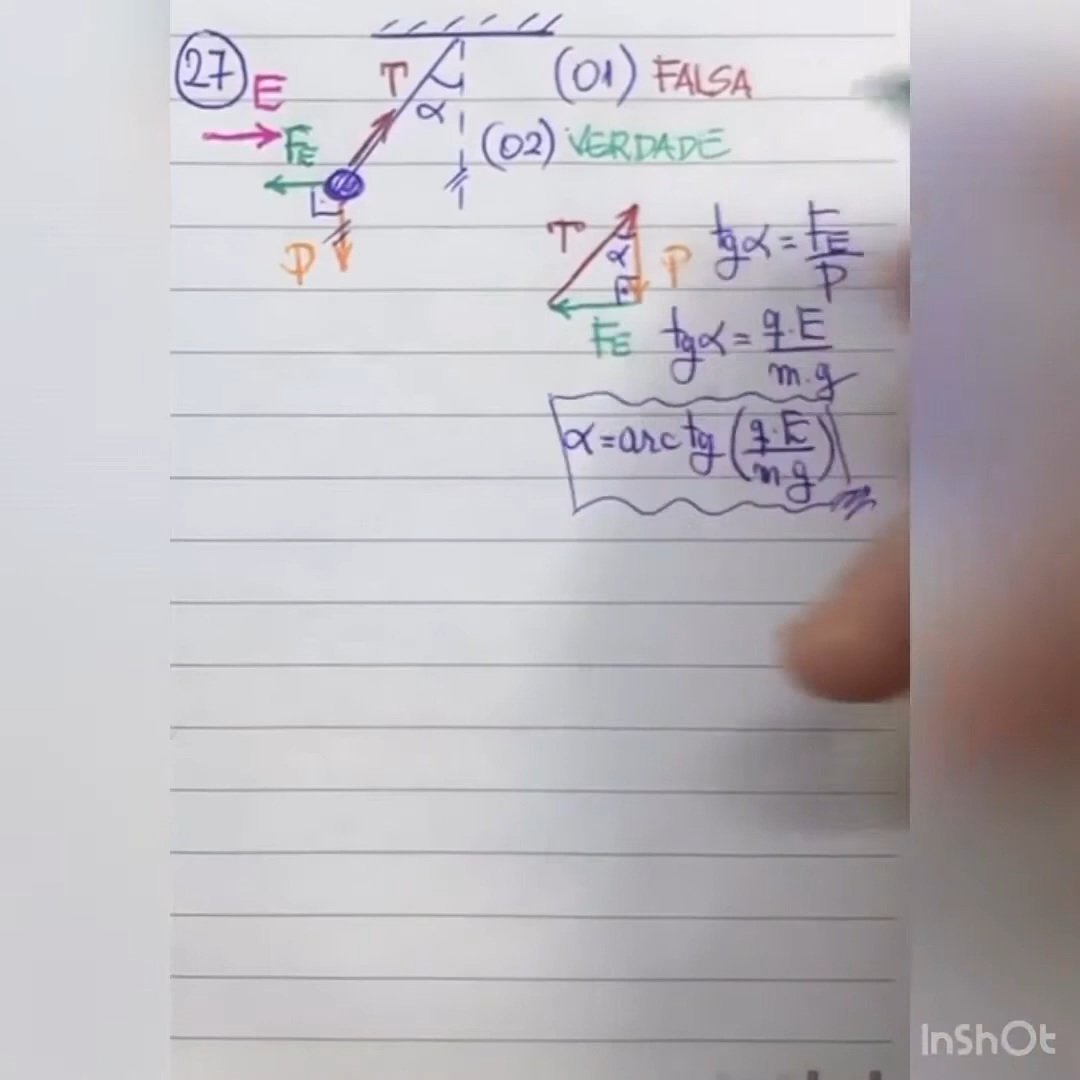 27
E
T
α
FE
P
(01) FALSA
(02) VERDADE
T
α
P
FE
tgα = FE/P
tgα = q.E/m.g
α = arc tg (q.E/m.g)
InShOt